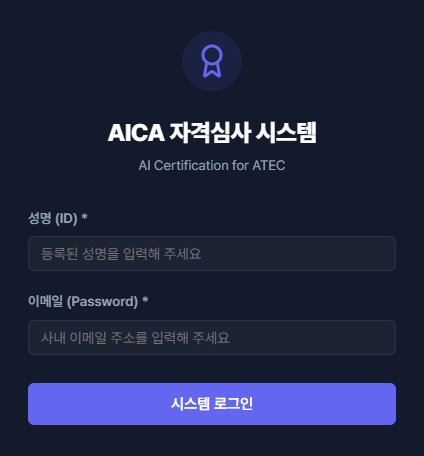 AICA 자격심사 시스템
AI Certification for ATEC
성명 (ID) *
등록된 성명을 입력해 주세요
이메일 (Password) *
사내 이메일 주소를 입력해 주세요
시스템 로그인